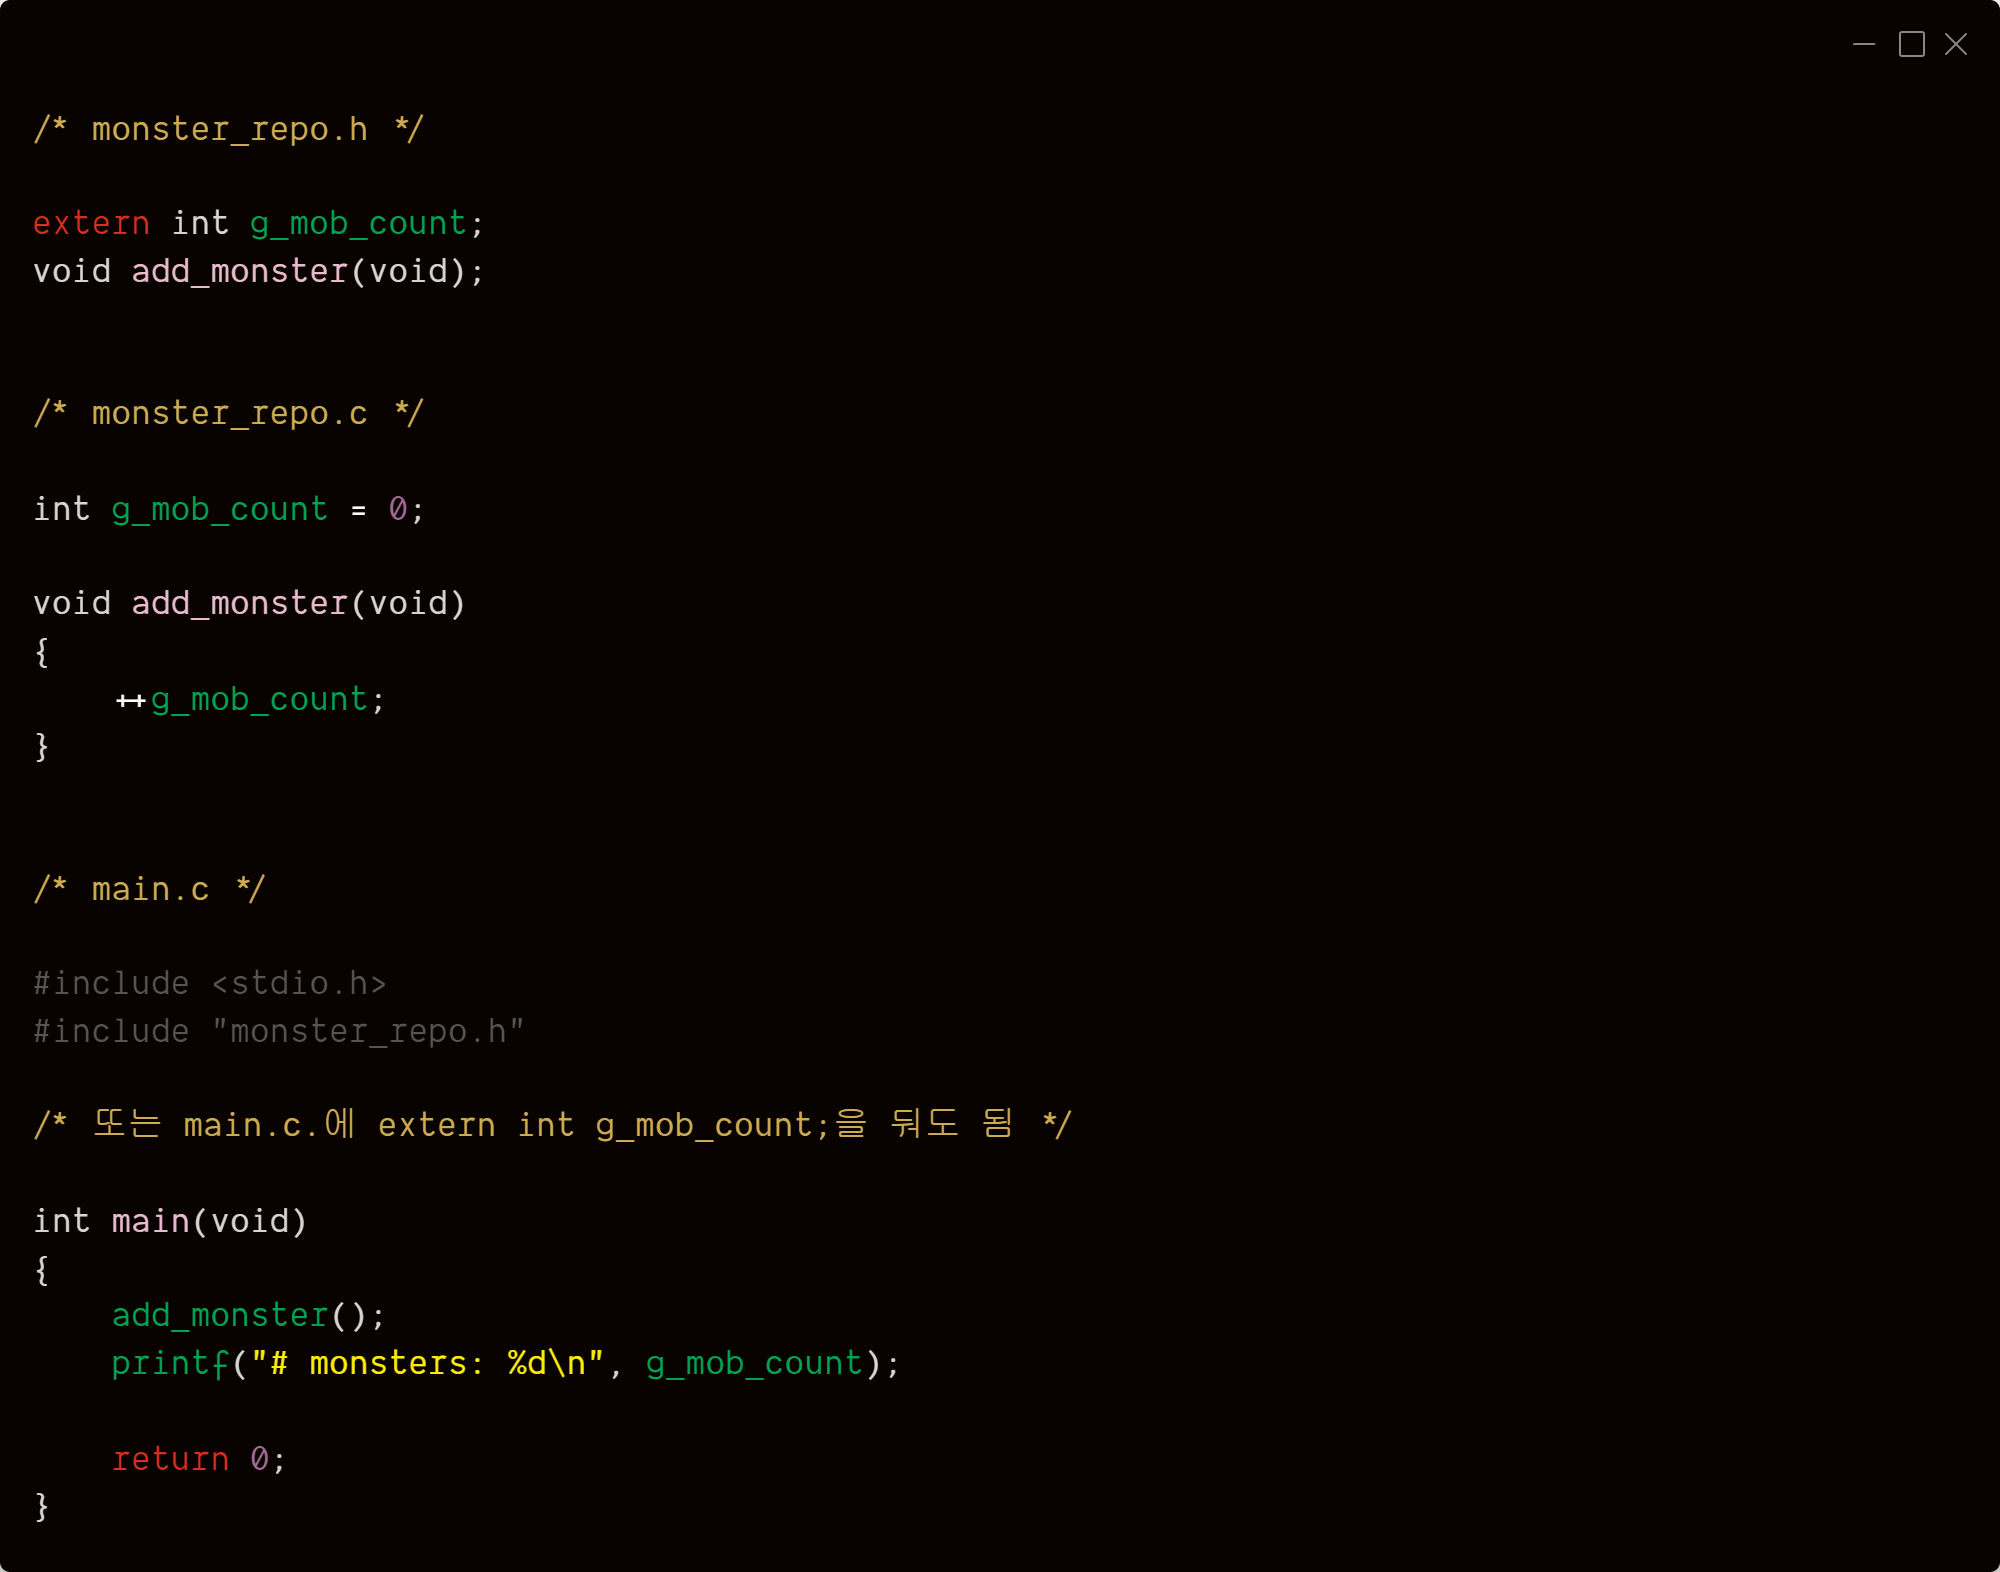 /* monster_repo.h */
extern int g_mob_count;
void add_monster(void);
/* monster_repo.c */
int g_mob_count = 0;
void add_monster(void)
{
    ++g_mob_count;
}
/* main.c */
#include <stdio.h>
#include "monster_repo.h"
/* 또는 main.c.에 extern int g_mob_count;을 둬도 됨 */
int main(void)
{
    add_monster();
    printf("# monsters: %d\n", g_mob_count);
    return 0;
}